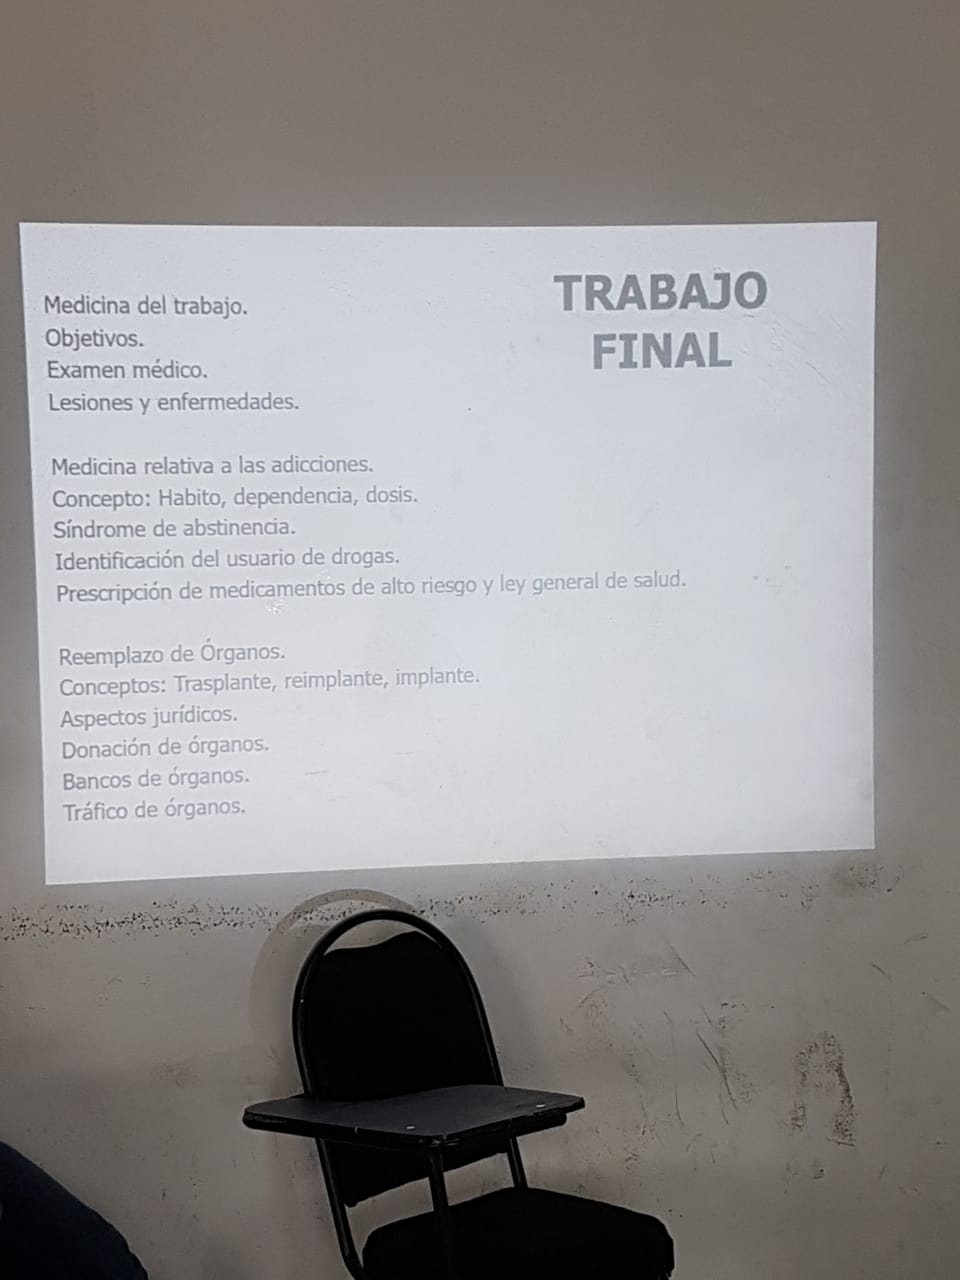 TRABAJO
FINAL
Medicina del trabajo.
Objetivos.
Examen médico.
Lesiones y enfermedades.
Medicina relativa a las adicciones.
Concepto: Habito, dependencia, dosis.
Síndrome de abstinencia.
Identificación del usuario de drogas.
Prescripción de medicamentos de alto riesgo y ley general de salud.
Reemplazo de Órganos.
Conceptos: Trasplante, reimplante, implante.
Aspectos jurídicos.
Donación de órganos.
Bancos de órganos.
Tráfico de órganos.